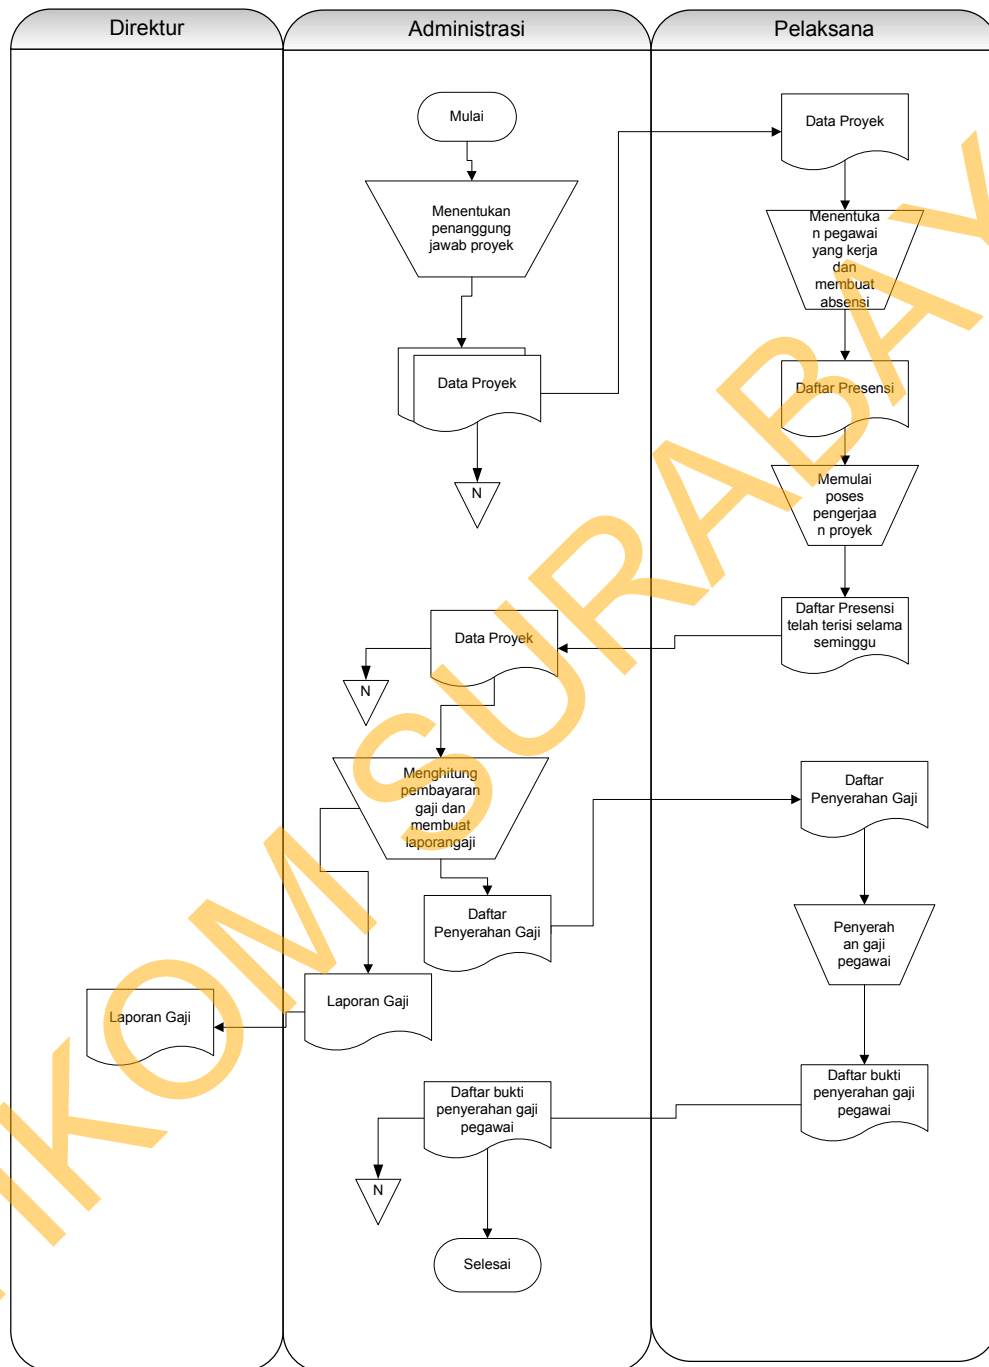 Direktur
Administrasi
Pelaksana
Mulai
Data Proyek
Menentukan
penanggung
jawab proyek
Menentuka
n pegawai
yang kerja
dan
membuat
absensi
Data Proyek
Daftar Presensi
N
Memulai
poses
pengerjaa
n proyek
Daftar Presensi
telah terisi selama
seminggu
Data Proyek
N
Menghitung
pembayaran
gaji dan
membuat
laporangaji
Daftar
Penyerahan Gaji
Daftar
Penyerahan Gaji
Penyerah
an gaji
pegawai
Laporan Gaji
Laporan Gaji
Daftar bukti
penyerahan gaji
pegawai
Daftar bukti
penyerahan gaji
pegawai
N
Selesai
IKOM SURABAY